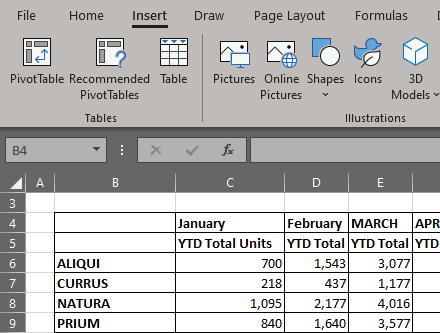 File Home Insert Draw Page Layout Formulas
PivotTable Recommended Table Pictures Online Shapes Icons 3D
PivotTables Pictures Models
Tables Illustrations
B4 fx
A B C D E
3
4 January February MARCH APR
5 YTD Total Units YTD Total YTD Total YTD
6 ALIQUI 700 1,543 3,077
7 CURRUS 218 437 1,177
8 NATURA 1,095 2,177 4,016
9 PRIUM 840 1,640 3,577